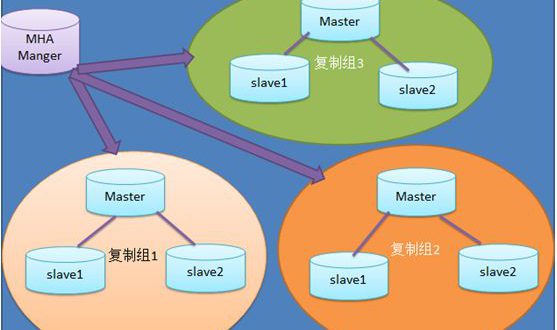 MHA
Manger
Master
slave1
复制组3
slave2
Master
slave1
复制组1
slave2
Master
slave1
复制组2
slave2